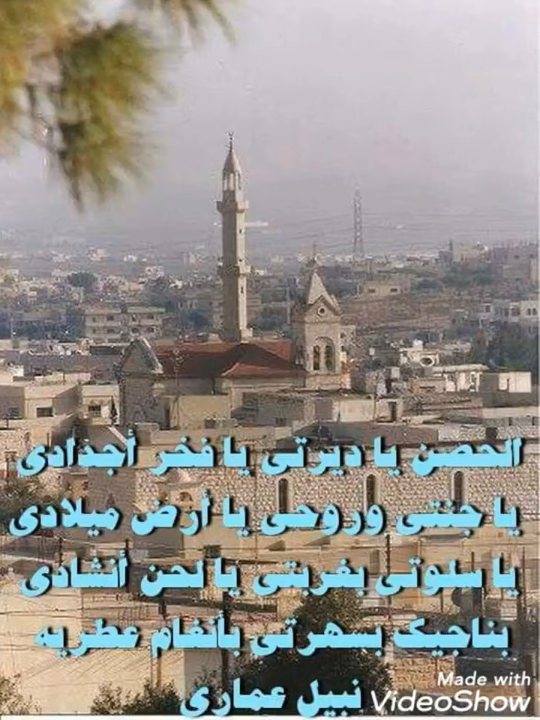 الحصن يا ديرتي يا فخر أجدادي
يا جنتي وروحي يا أرض ميلادي
يا سلوتي بغربتي يا لحن أنشادي
بناجيك بسهرتي بأنغام عطريه
نبيل عماري
Made with
VideoShow